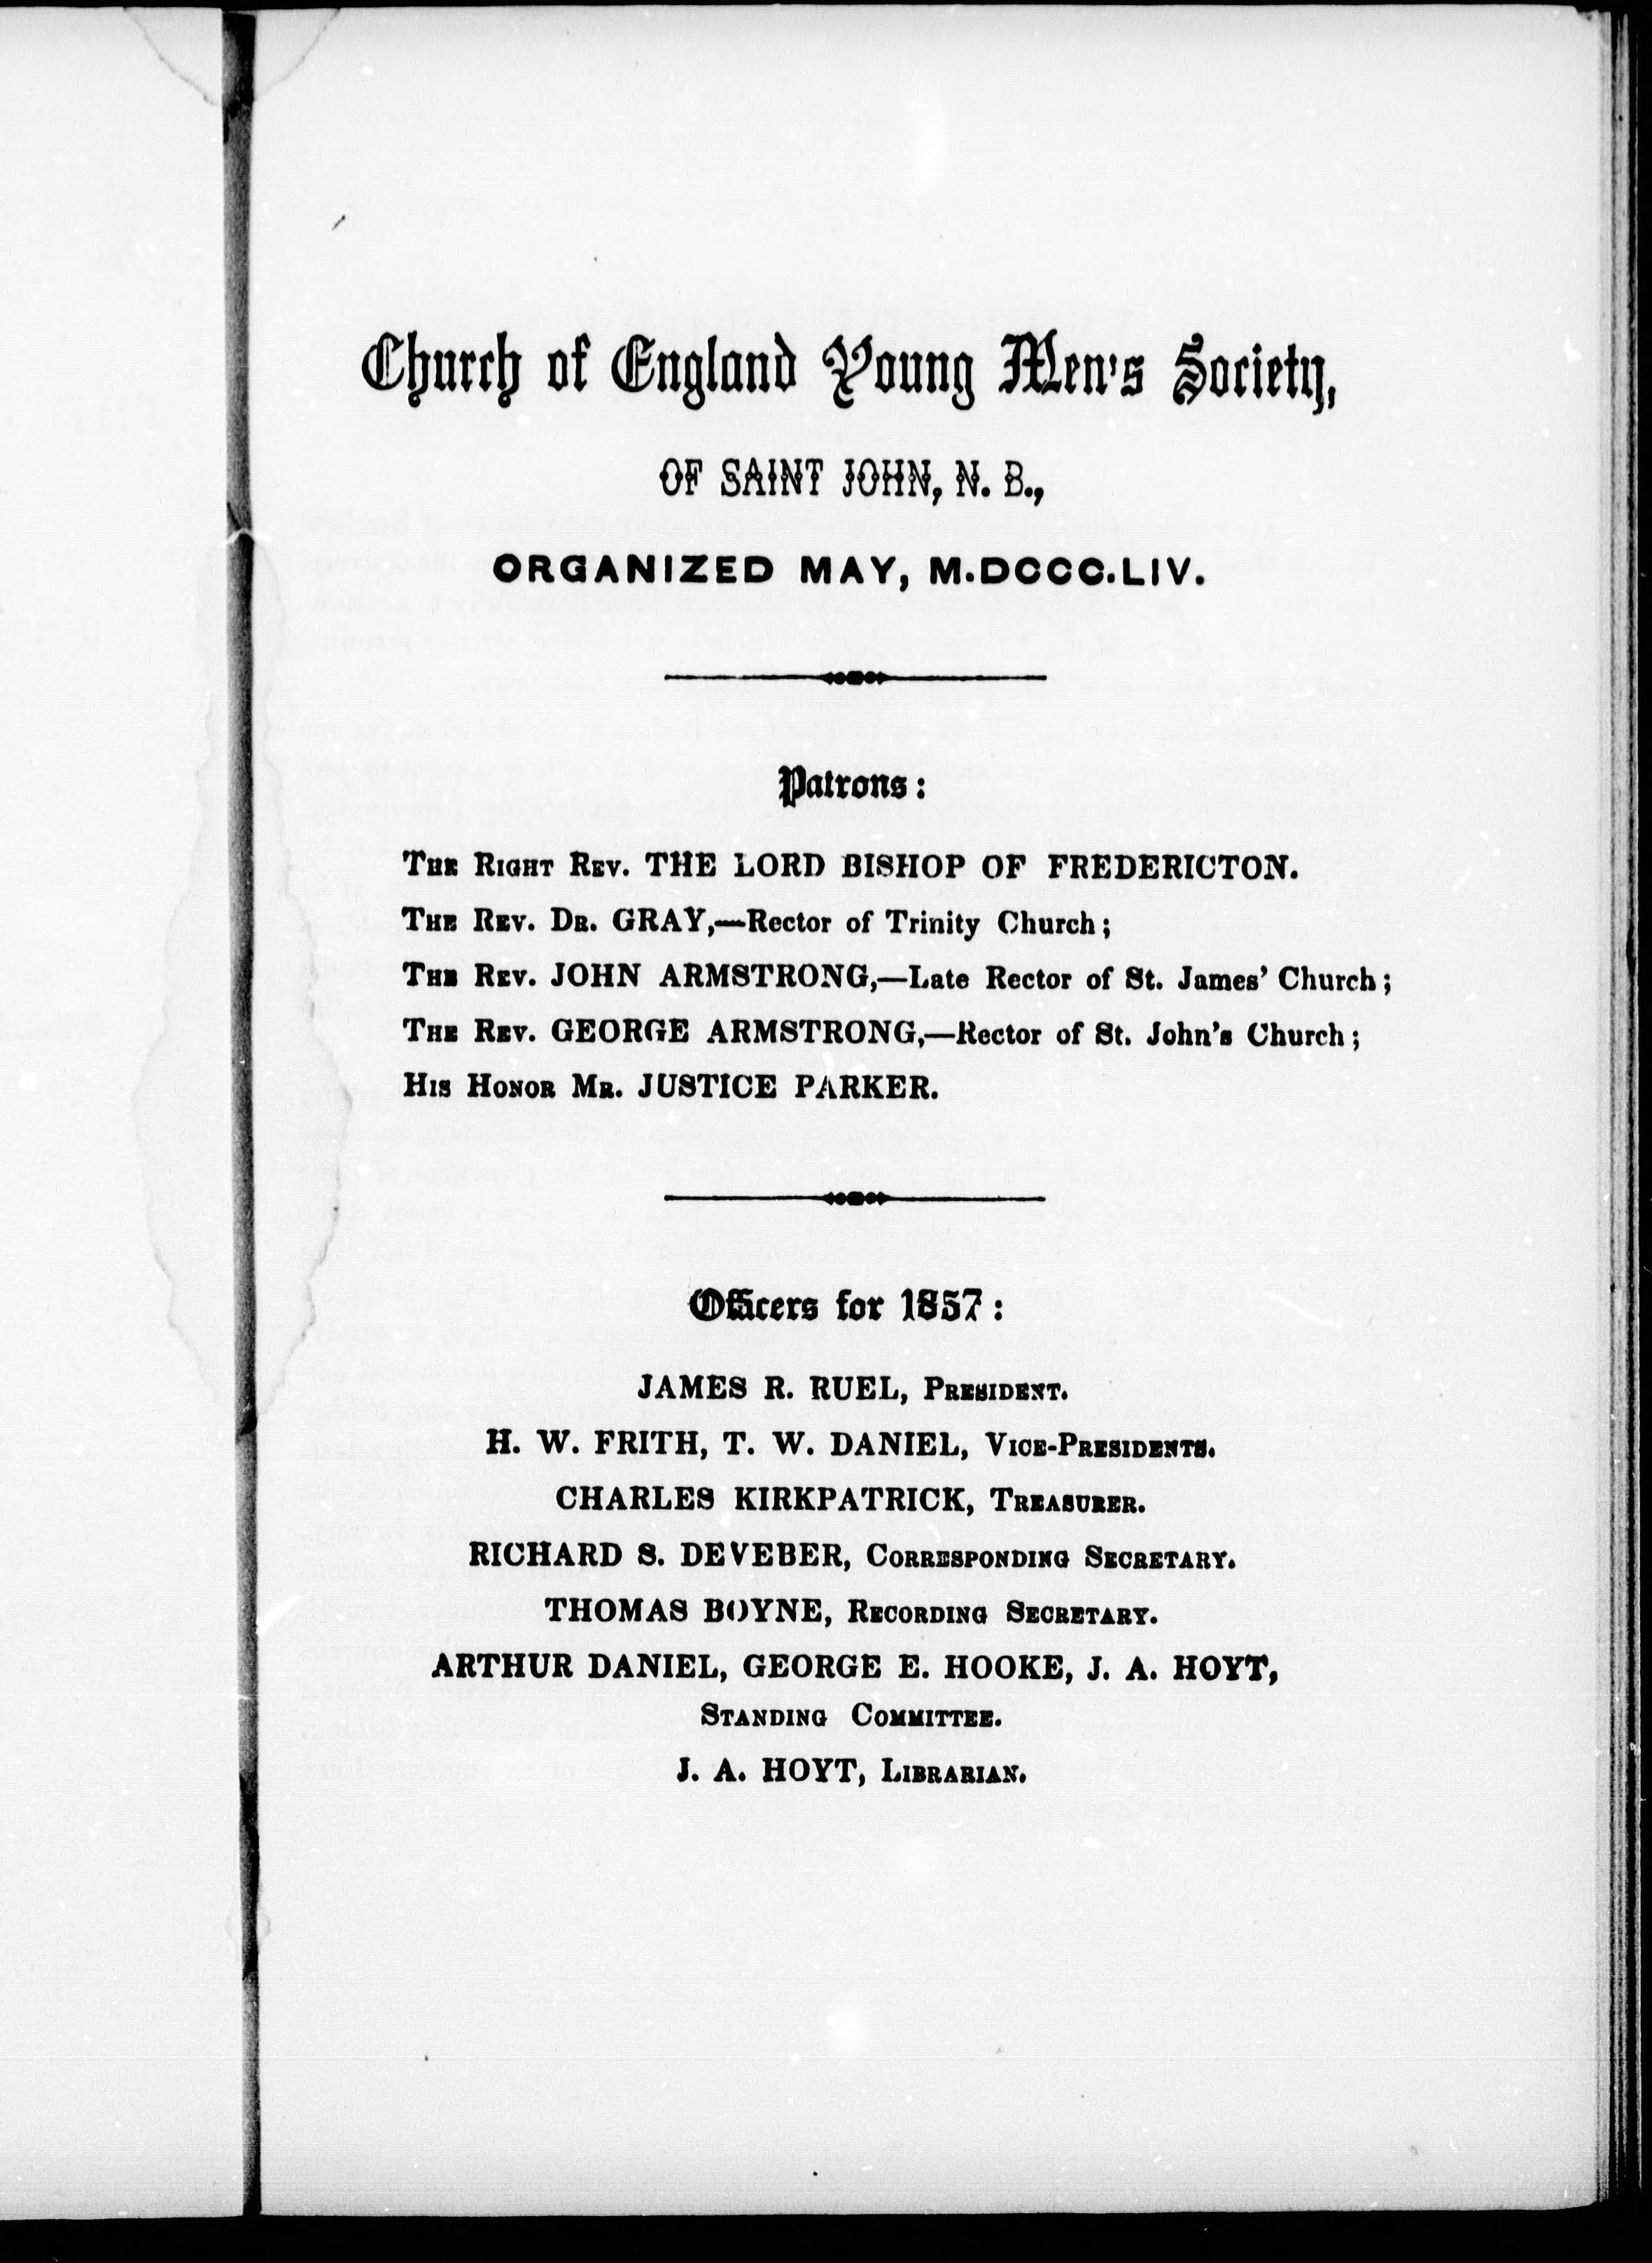 Church of England Young Men's Society,
OF SAINT JOHN, N. B.,
ORGANIZED MAY, M.DCCC.LIV.
Patrons:
THE RIGHT REV. THE LORD BISHOP OF FREDERICTON.
THE REV. DR. GRAY,—Rector of Trinity Church;
THE REV. JOHN ARMSTRONG,—Late Rector of St. James' Church;
THE REV. GEORGE ARMSTRONG,—Rector of St. John's Church;
HIS HONOR MR. JUSTICE PARKER.
Officers for 1857:
JAMES R. RUEL, PRESIDENT.
H. W. FRITH, T. W. DANIEL, VICE-PRESIDENTS.
CHARLES KIRKPATRICK, TREASURER.
RICHARD S. DEVEBER, CORRESPONDING SECRETARY.
THOMAS BOYNE, RECORDING SECRETARY.
ARTHUR DANIEL, GEORGE E. HOOKE, J. A. HOYT,
STANDING COMMITTEE.
J. A. HOYT, LIBRARIAN.